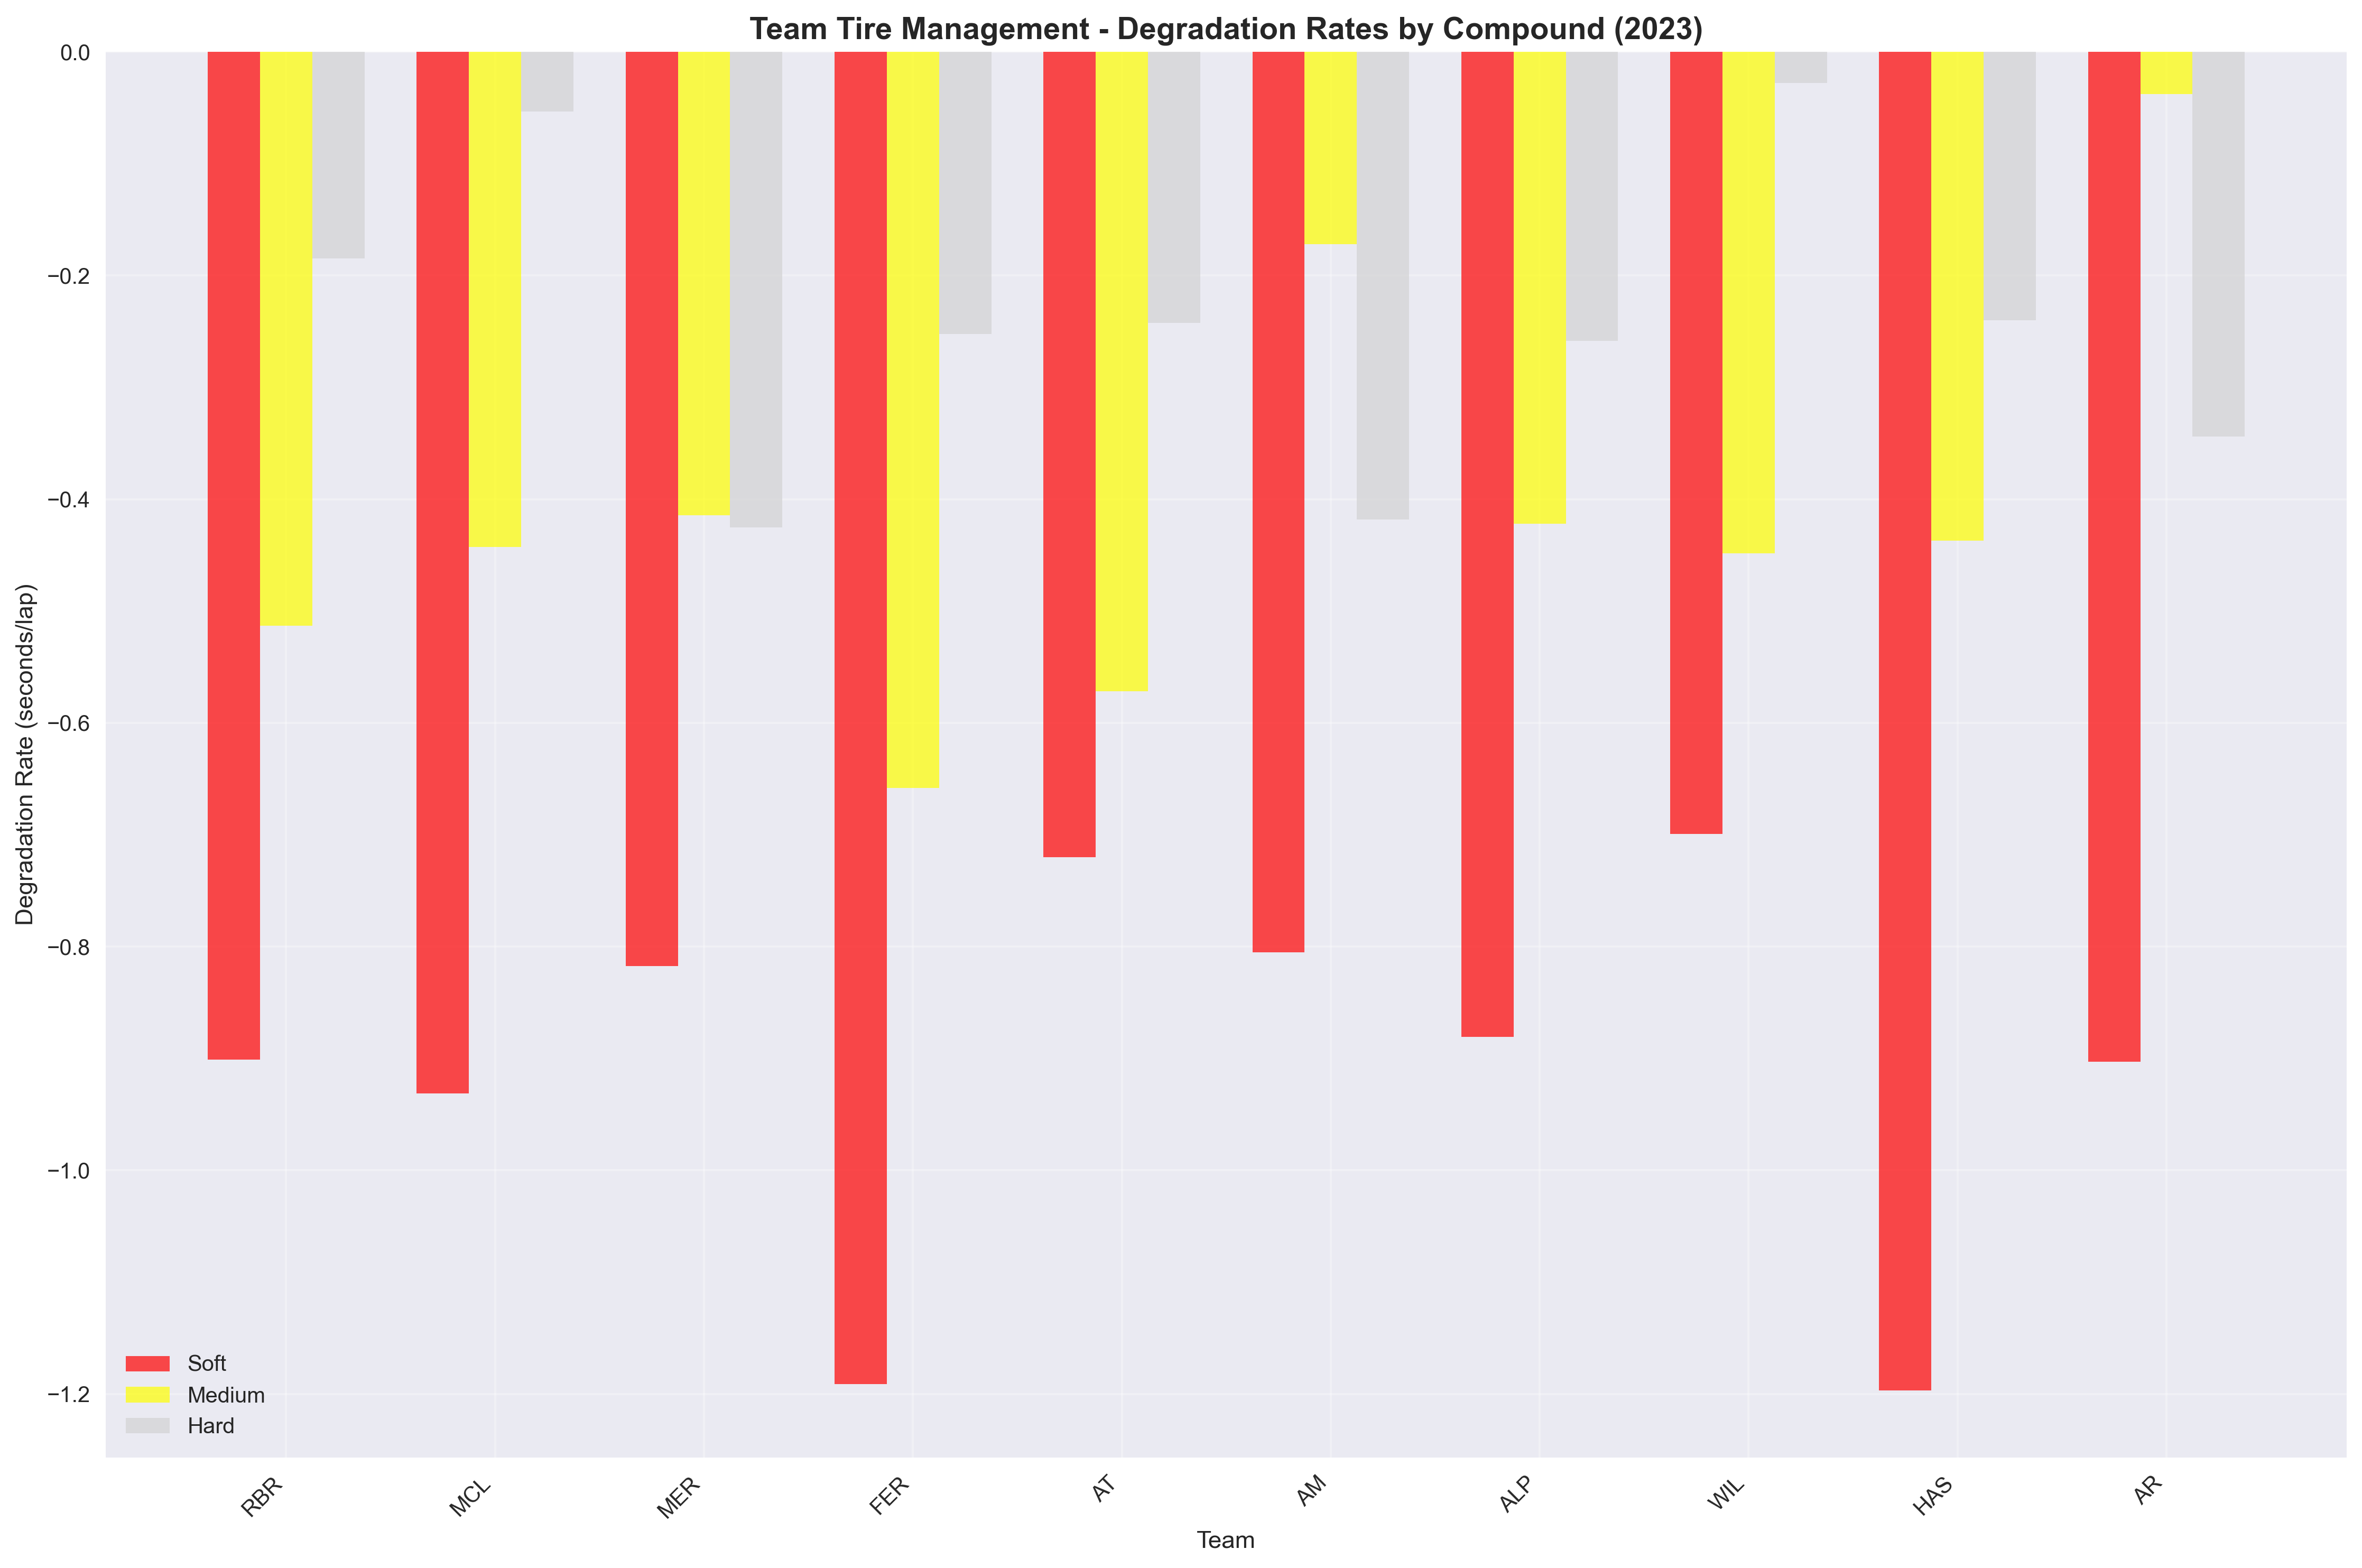 Team Tire Management - Degradation Rates by Compound (2023)
0.0
−0.2
−0.4
−0.6
−0.8
−1.0
−1.2
Degradation Rate (seconds/lap)
Soft
Medium
Hard
RBR
MCL
MER
FER
AT
AM
ALP
WIL
HAS
AR
Team